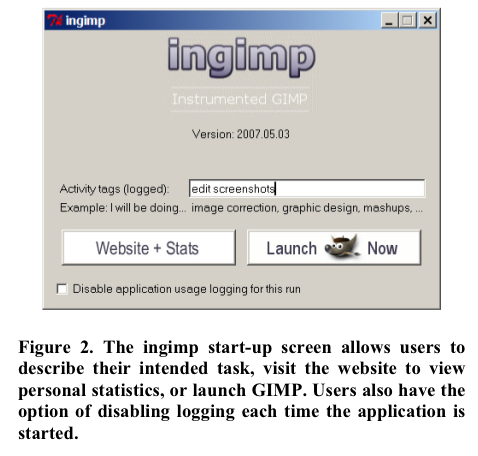 ingimp
ingimp
Instrumented GIMP
Version: 2007.05.03
Activity tags (logged): edit screenshots
Example: I will be doing... image correction, graphic design, mashups, ...
Website + Stats Launch Now
Disable application usage logging for this run
Figure 2. The ingimp start-up screen allows users to
describe their intended task, visit the website to view
personal statistics, or launch GIMP. Users also have the
option of disabling logging each time the application is
started.